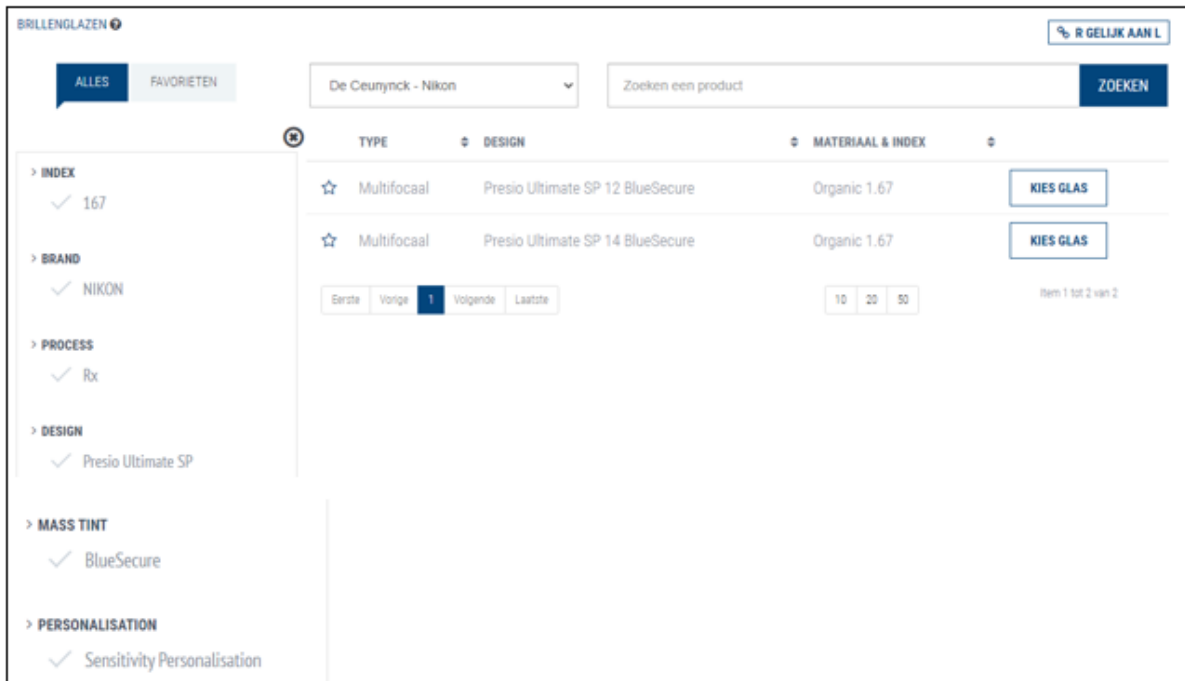 BRILLENGLAZEN
R GELIJK AAN L
ALLES FAVORIETEN De Ceunynck - Nikon Zoeken een product ZOEKEN
TYPE DESIGN MATERIAAL & INDEX
Multifocaal Presio Ultimate SP 12 BlueSecure Organic 1.67 KIES GLAS
Multifocaal Presio Ultimate SP 14 BlueSecure Organic 1.67 KIES GLAS
Eerste Vorige 1 Volgende Laatste 10 20 50 Item 1 tot 2 van 2
> INDEX
167
> BRAND
NIKON
> PROCESS
Rx
> DESIGN
Presio Ultimate SP
> MASS TINT
BlueSecure
> PERSONALISATION
Sensitivity Personalisation